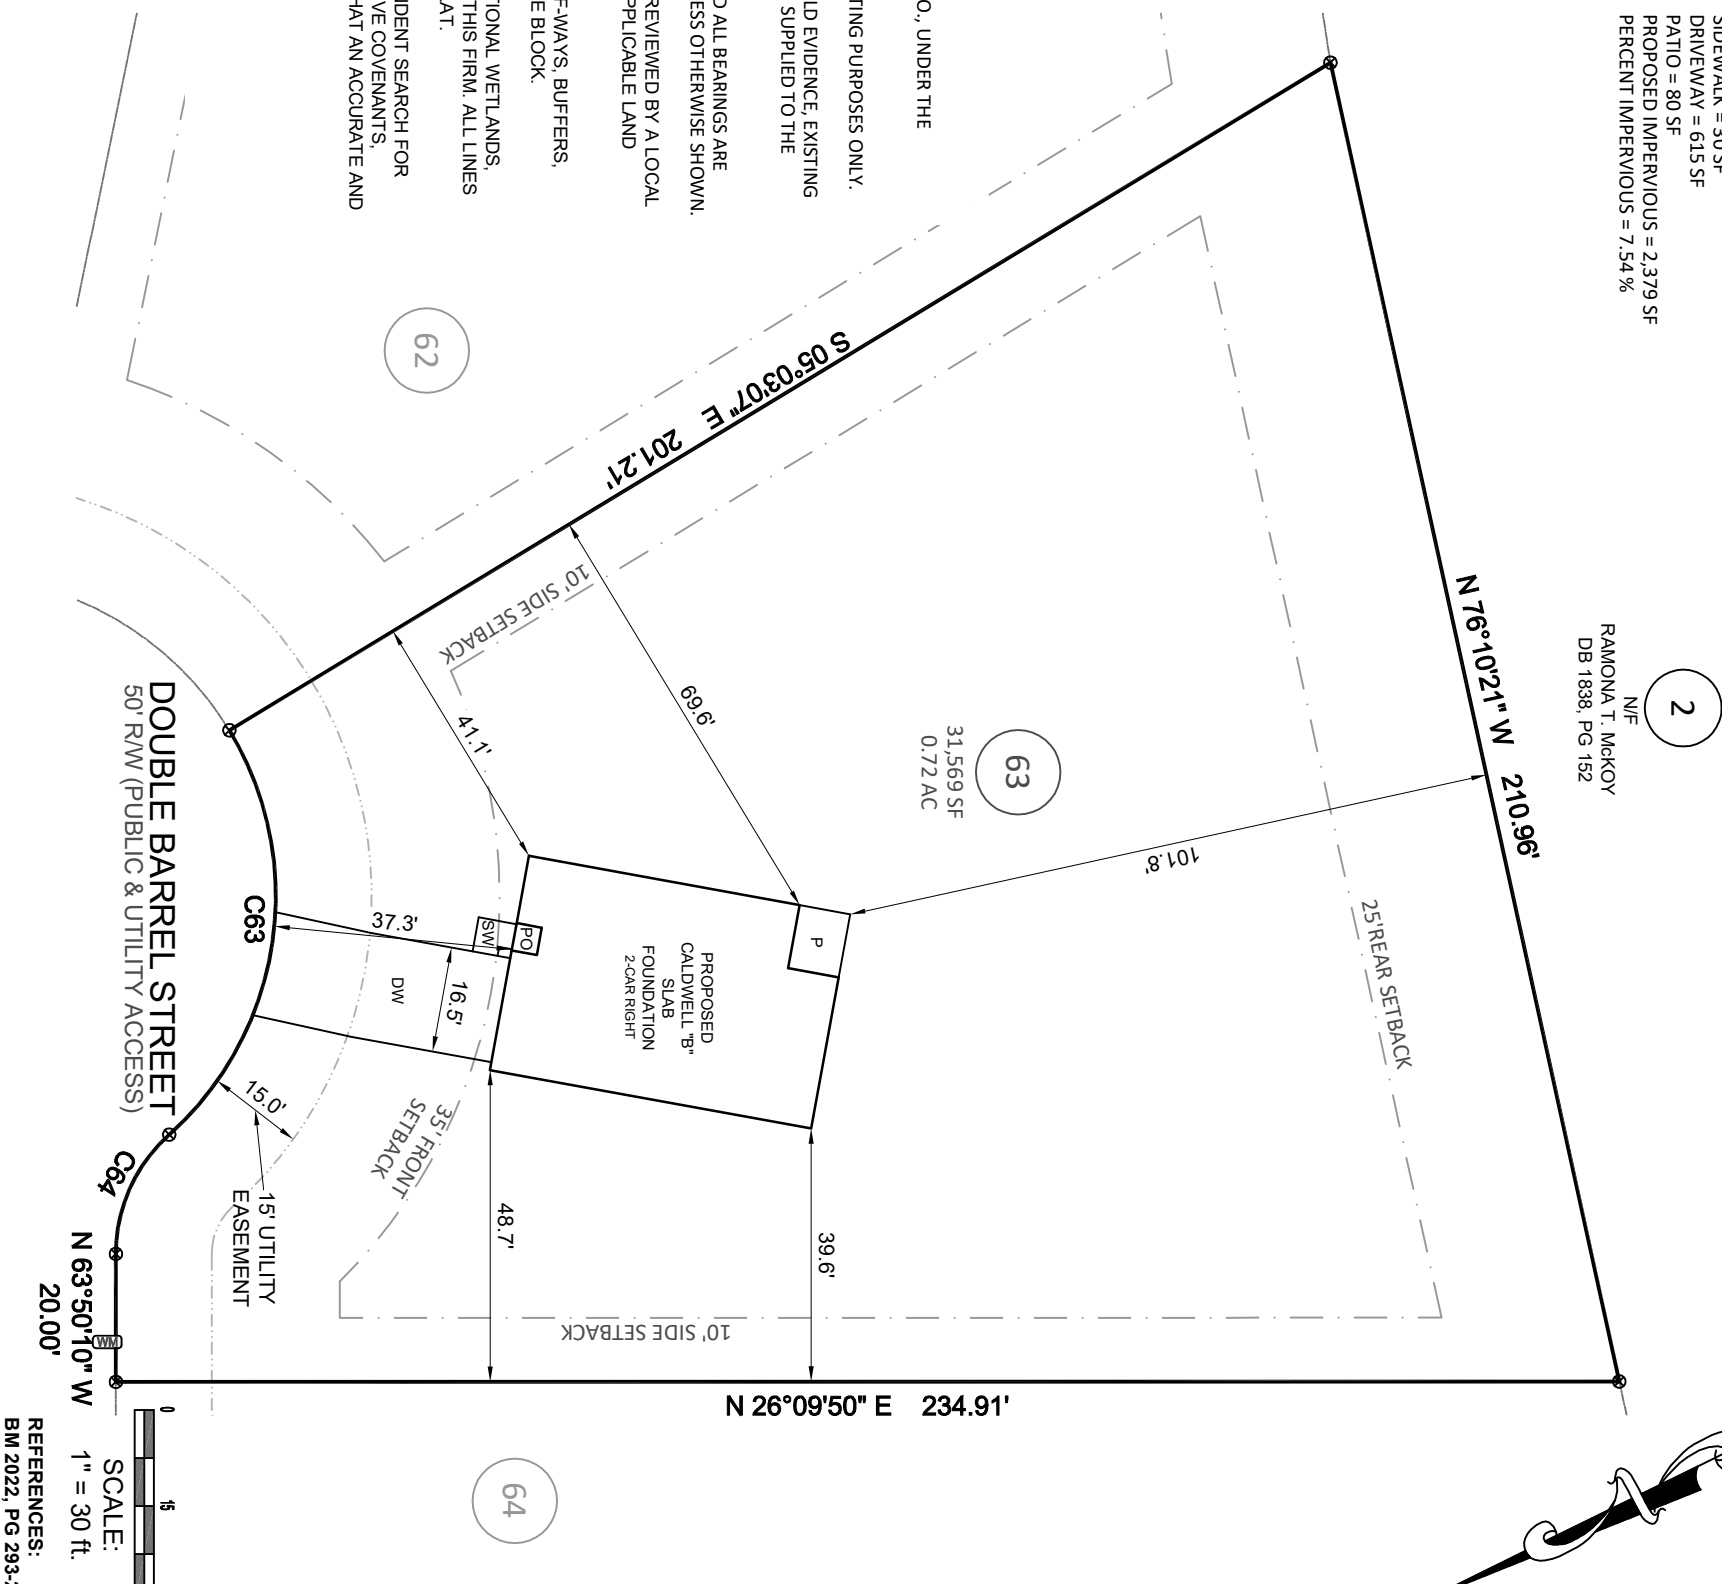 DRIVEWAY = 615 SF
PATIO = 80 SF
PROPOSED IMPERVIOUS = 2,379 SF
PERCENT IMPERVIOUS = 7.54 %
O., UNDER THE
TING PURPOSES ONLY.
LD EVIDENCE, EXISTING
SUPPLIED TO THE
D ALL BEARINGS ARE
ESS OTHERWISE SHOWN.
REVIEWED BY A LOCAL
PPLICABLE LAND
F-WAYS, BUFFERS,
E BLOCK.
TIONAL WETLANDS,
THIS FIRM. ALL LINES
AT.
DENT SEARCH FOR
VE COVENANTS,
HAT AN ACCURATE AND
2
N/F
RAMONA T. McKOY
DB 1838, PG 152
N 76°10'21" W 210.96'
25'REAR SETBACK
101.8'
63
31,569 SF
0.72 AC
62
S 05°03'07" E 201.21'
10' SIDE SETBACK
69.6'
41.1'
P
PROPOSED
CALDWELL "B"
SLAB
FOUNDATION
2-CAR RIGHT
PO
SW
37.3'
16.5'
DW
C63
DOUBLE BARREL STREET
50' R/W (PUBLIC & UTILITY ACCESS)
15.0'
35' FRONT
SETBACK
39.6'
48.7'
10' SIDE SETBACK
15' UTILITY
EASEMENT
C64
N 63°50'10" W
20.00'
WM
N 26°09'50" E 234.91'
64
0 15
SCALE:
1" = 30 ft.
REFERENCES:
BM 2022, PG 293-